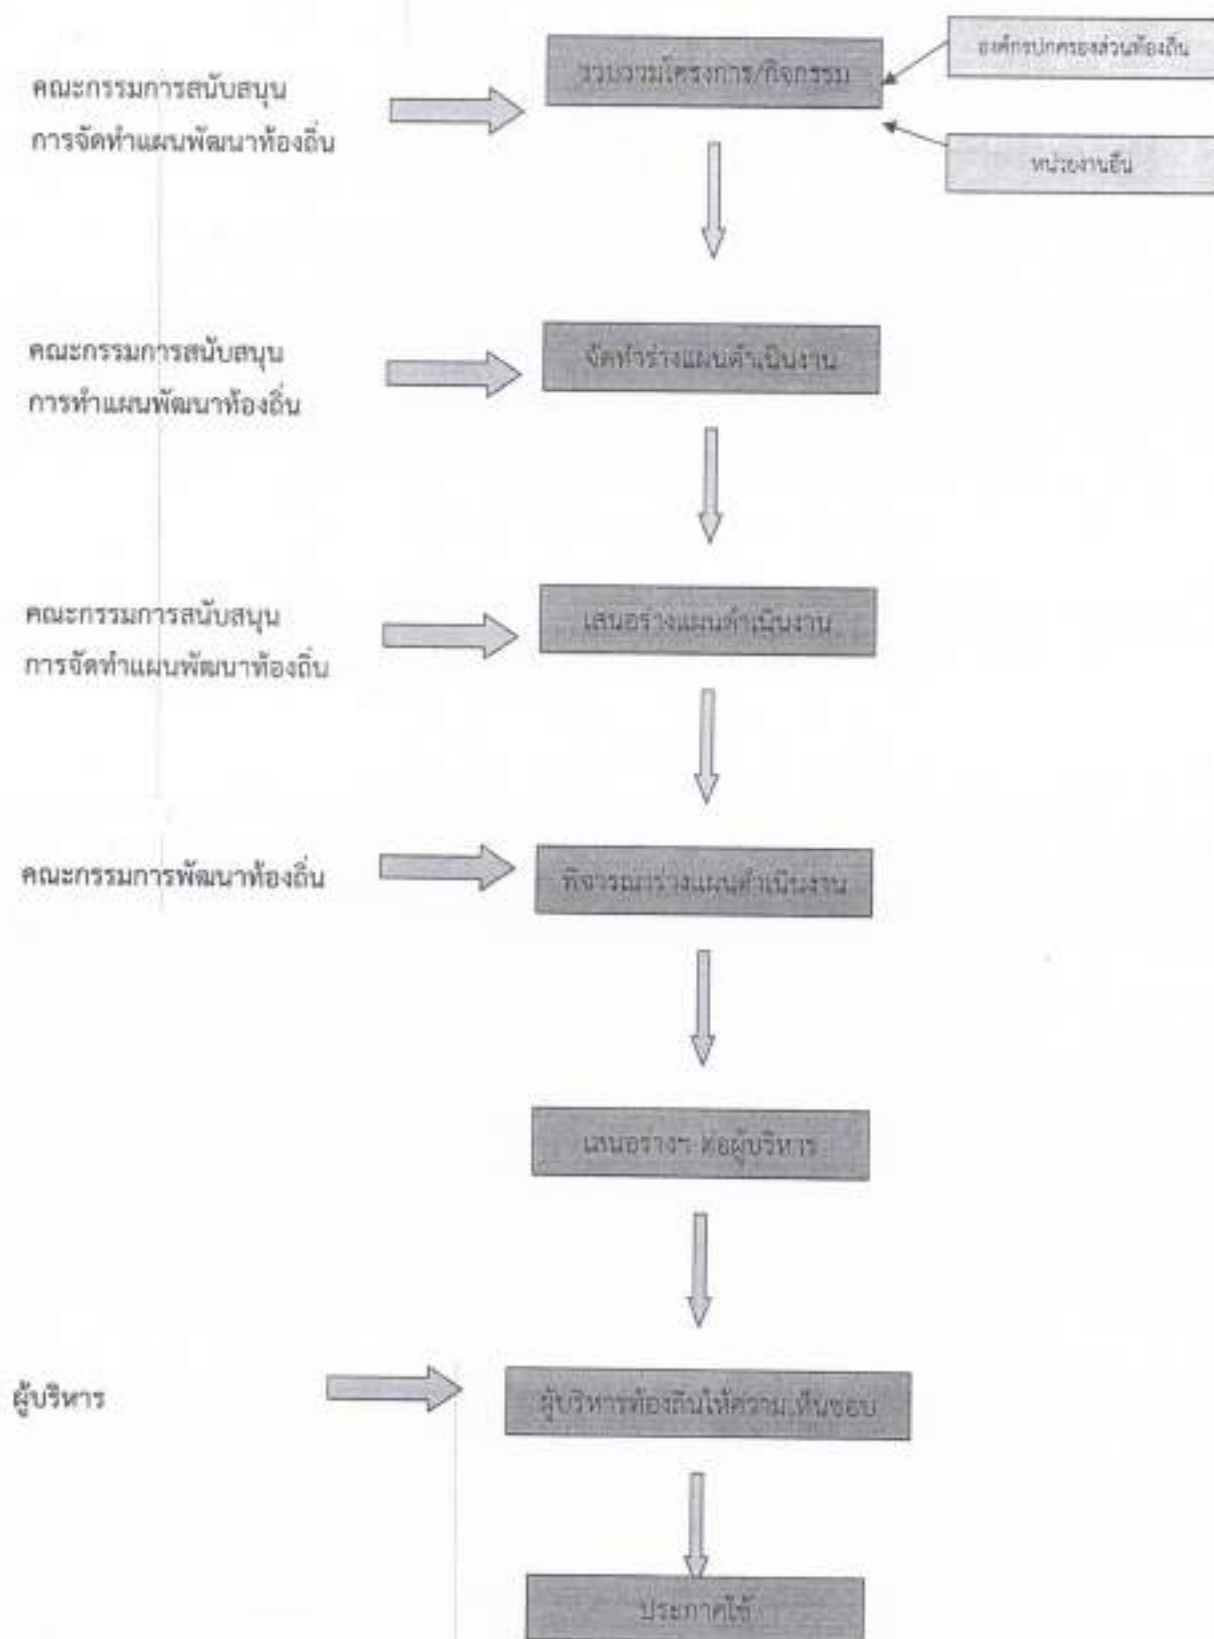 องค์กรปกครองส่วนท้องถิ่น
รวบรวมโครงการ/กิจกรรม
คณะกรรมการสนับสนุน
การจัดทำแผนพัฒนาท้องถิ่น
หน่วยงานอื่น
คณะกรรมการสนับสนุน
การทำแผนพัฒนาท้องถิ่น
จัดทำร่างแผนดำเนินงาน
คณะกรรมการสนับสนุน
การจัดทำแผนพัฒนาท้องถิ่น
เสนอร่างแผนดำเนินงาน
คณะกรรมการพัฒนาท้องถิ่น
พิจารณาร่างแผนดำเนินงาน
เสนอร่างฯ ต่อผู้บริหาร
ผู้บริหาร
ผู้บริหารท้องถิ่นให้ความเห็นชอบ
ประกาศใช้